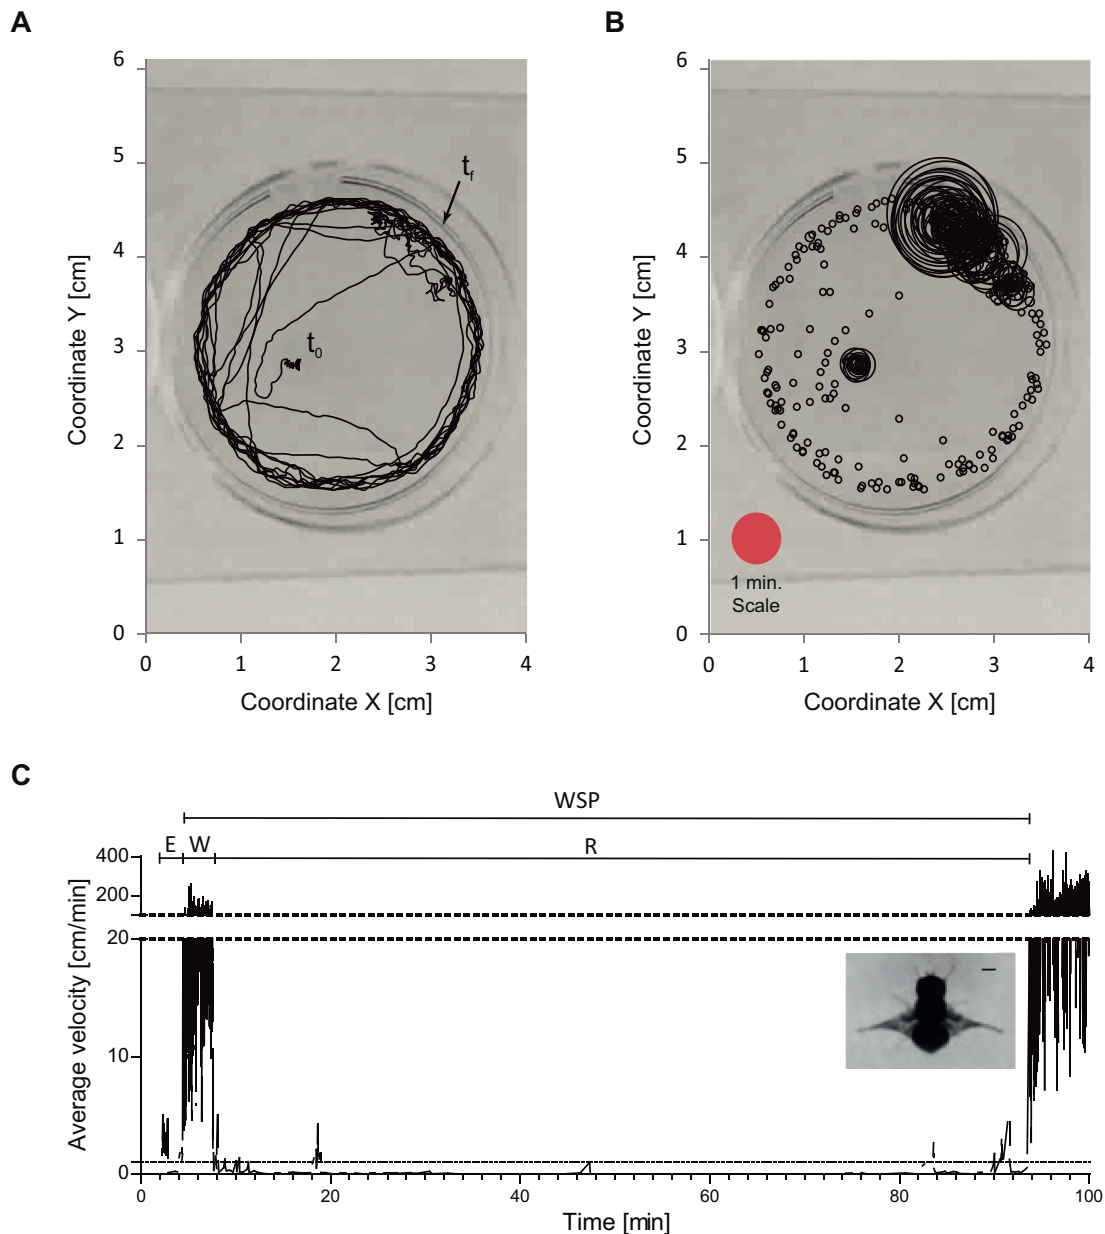 A
B
6
5
4
3
2
1
0
0 1 2 3 4
Coordinate Y [cm]
Coordinate X [cm]
tf
t0
6
5
4
3
2
1
0
0 1 2 3 4
Coordinate Y [cm]
Coordinate X [cm]
1 min.
Scale
C
WSP
E W R
400
200
20
10
0
Average velocity [cm/min]
0 20 40 60 80 100
Time [min]